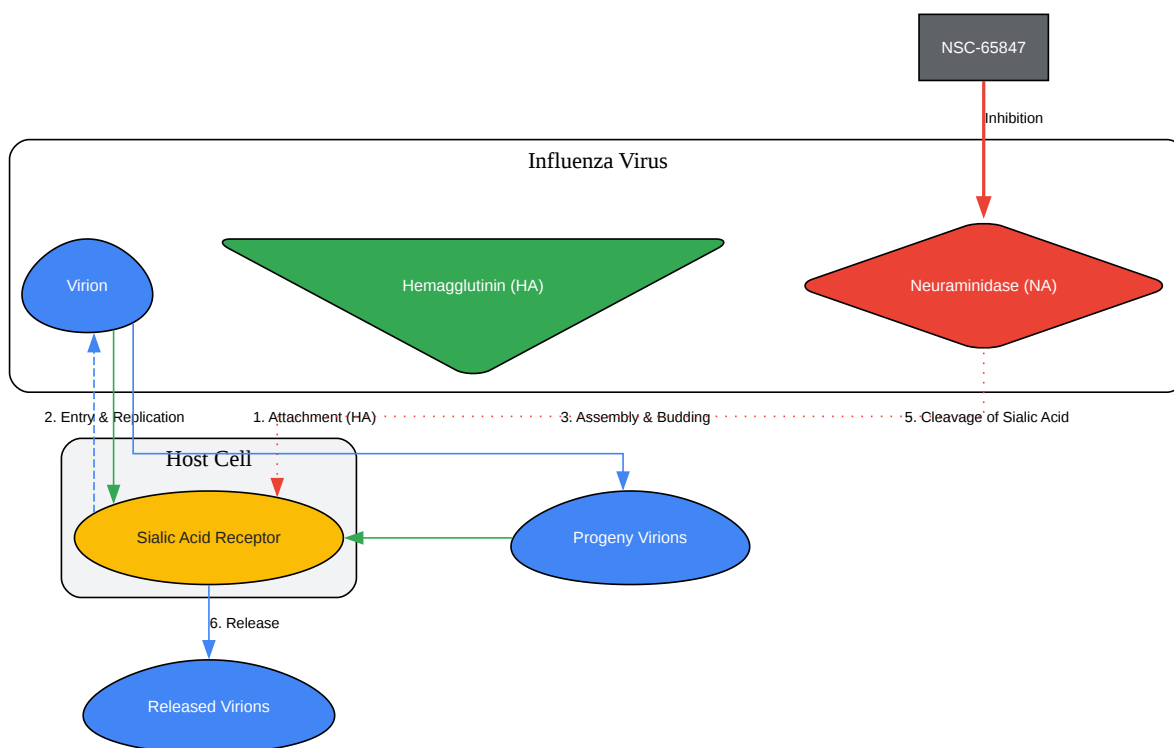 NSC-65847
Inhibition
Influenza Virus
Virion
Hemagglutinin (HA)
Neuraminidase (NA)
2. Entry & Replication
1. Attachment (HA)
3. Assembly & Budding
5. Cleavage of Sialic Acid
Host Cell
Sialic Acid Receptor
Progeny Virions
6. Release
Released Virions